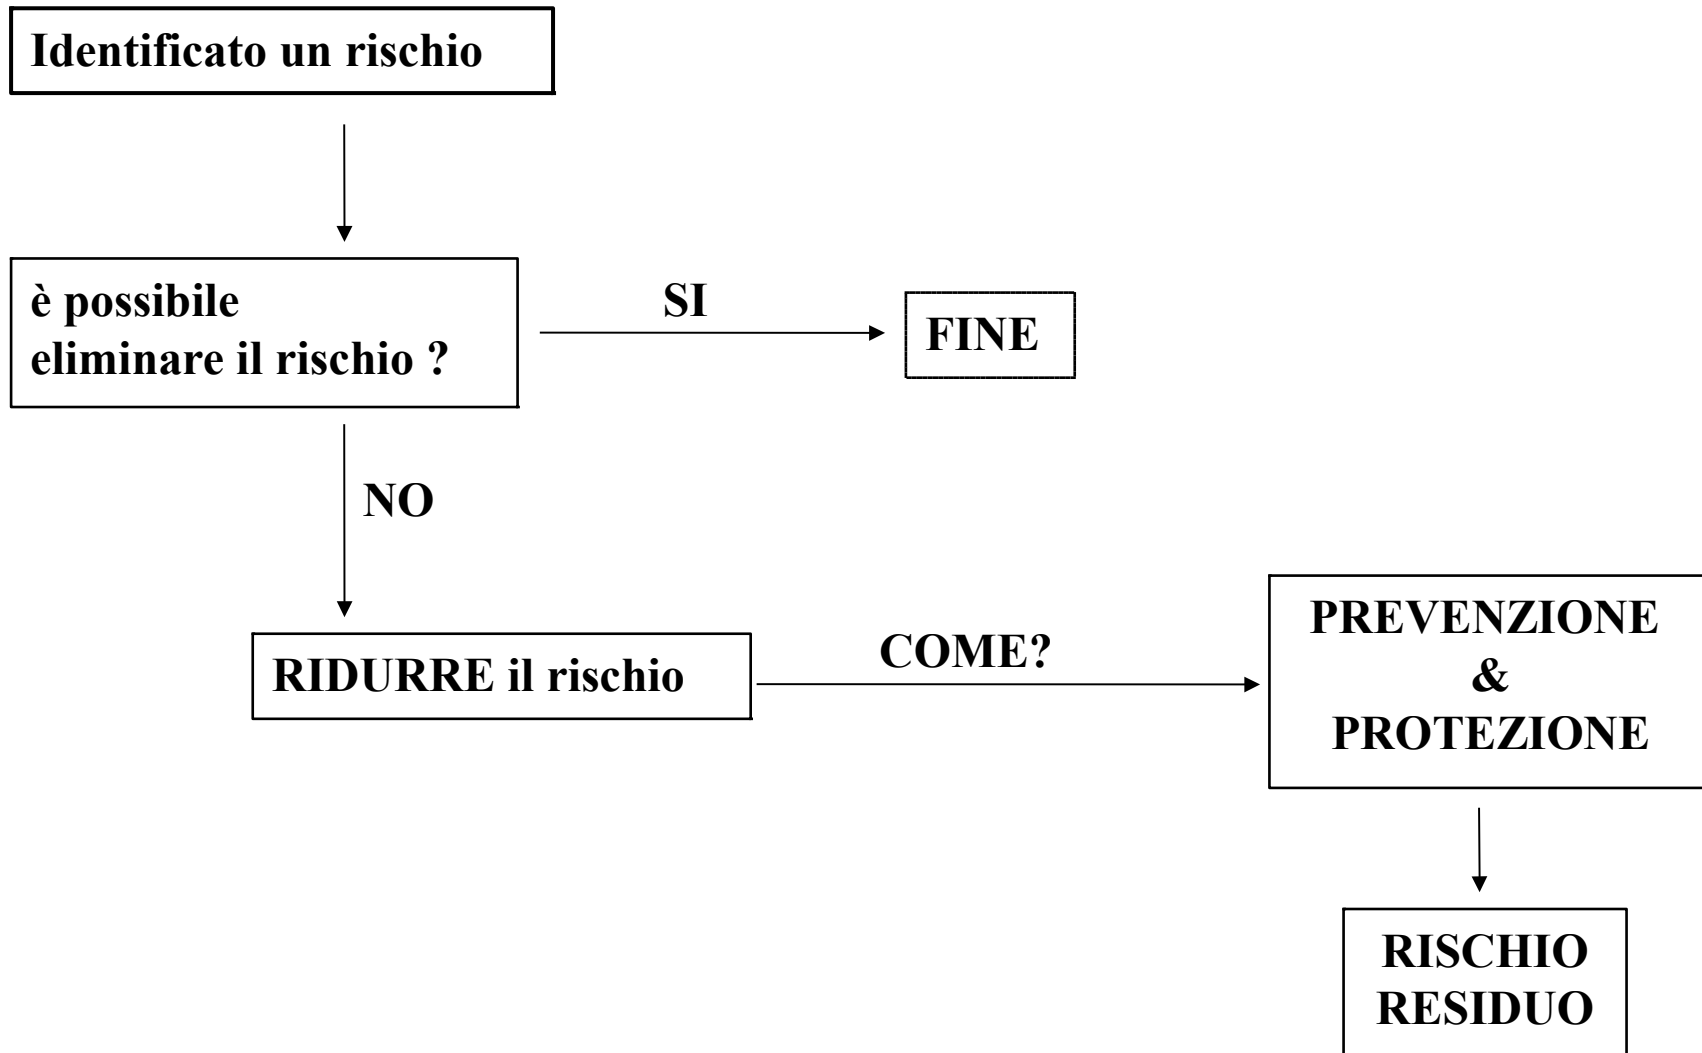 Identificato un rischio
è possibile
eliminare il rischio ?
SI
FINE
NO
RIDURRE il rischio
COME?
PREVENZIONE
&
PROTEZIONE
RISCHIO
RESIDUO